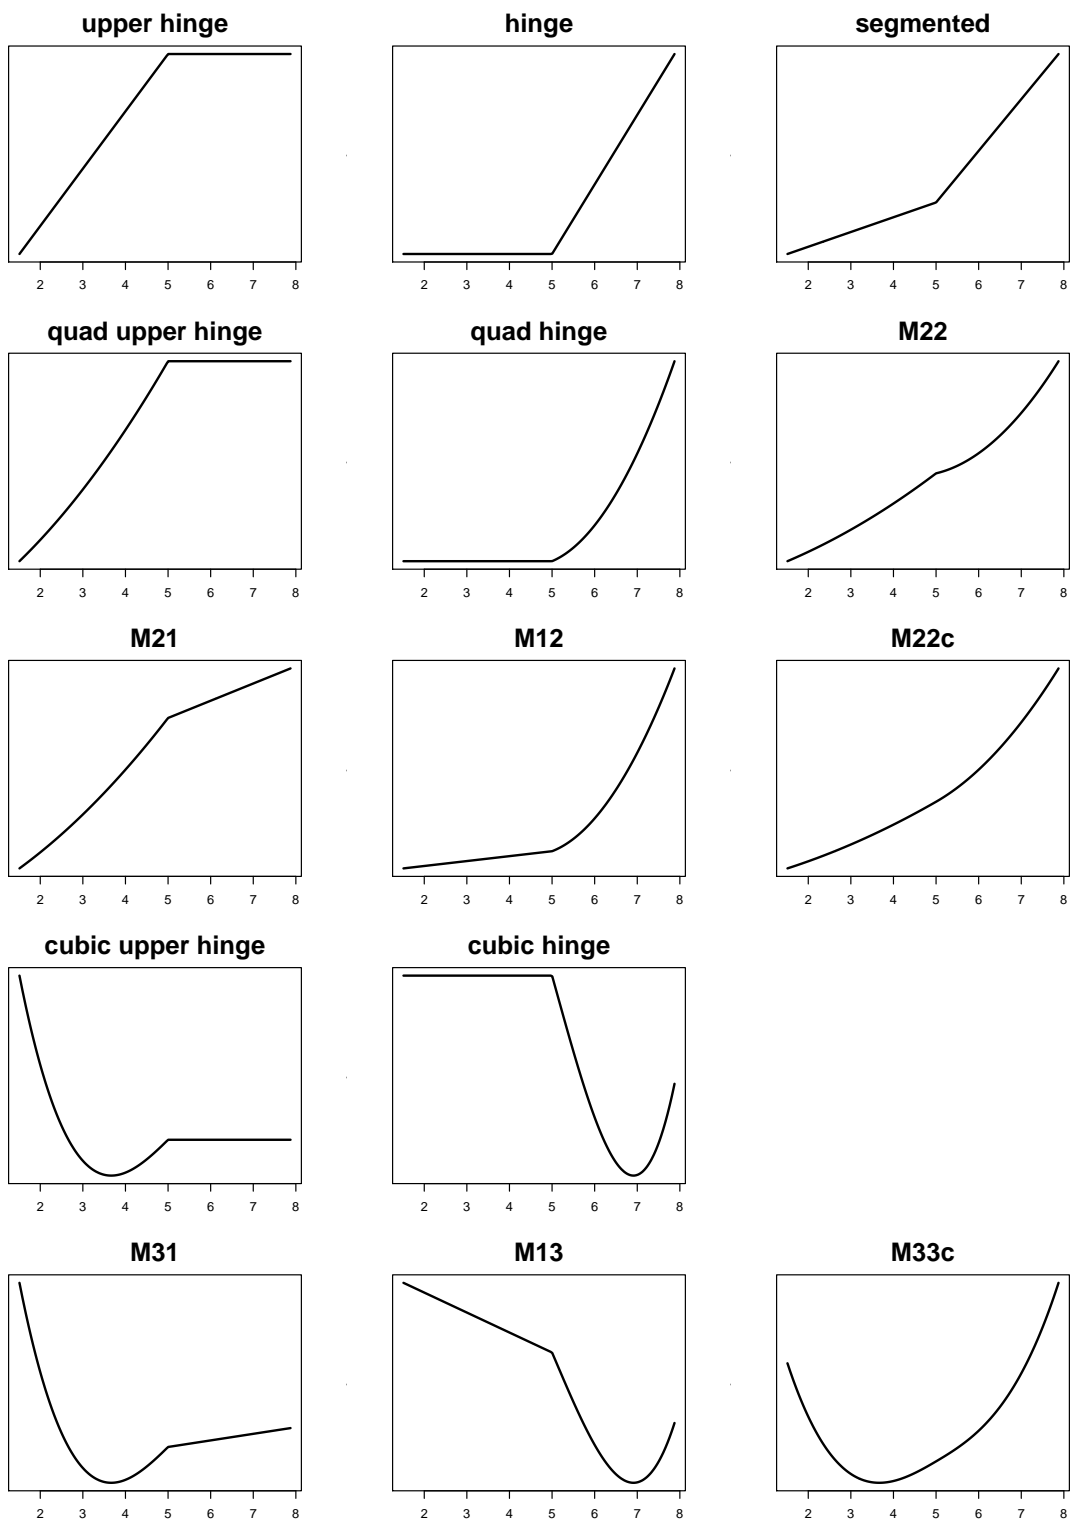 upper hinge
hinge
segmented
2 3 4 5 6 7 8
2 3 4 5 6 7 8
2 3 4 5 6 7 8
quad upper hinge
quad hinge
M22
2 3 4 5 6 7 8
2 3 4 5 6 7 8
2 3 4 5 6 7 8
M21
M12
M22c
2 3 4 5 6 7 8
2 3 4 5 6 7 8
2 3 4 5 6 7 8
cubic upper hinge
cubic hinge
2 3 4 5 6 7 8
2 3 4 5 6 7 8
M31
M13
M33c
2 3 4 5 6 7 8
2 3 4 5 6 7 8
2 3 4 5 6 7 8